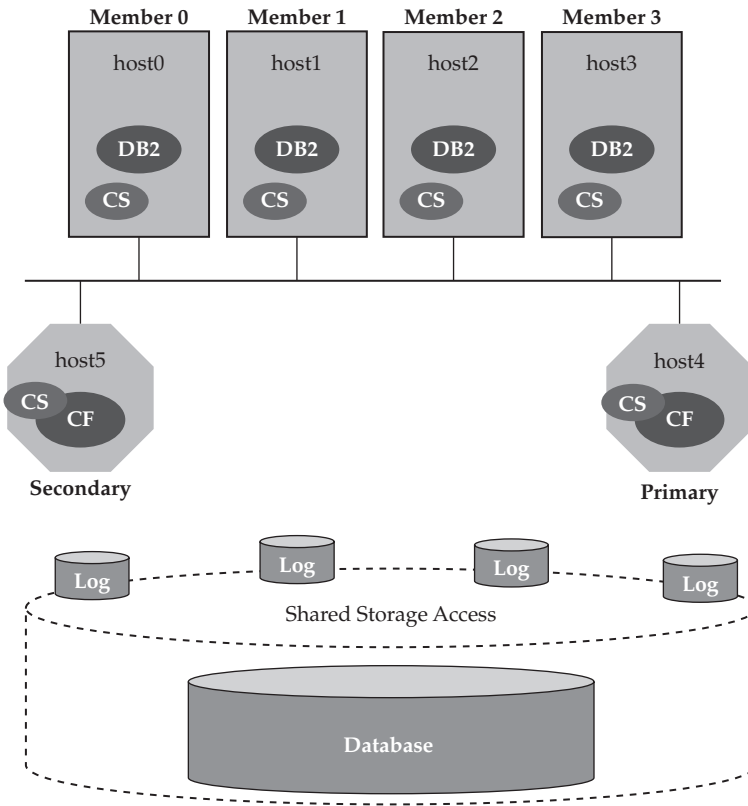 Member 0 Member 1 Member 2 Member 3
host0 host1 host2 host3
DB2 DB2 DB2 DB2
CS CS CS CS
host5 host4
CS CF CS CF
Secondary Primary
Log Log Log Log
Shared Storage Access
Database